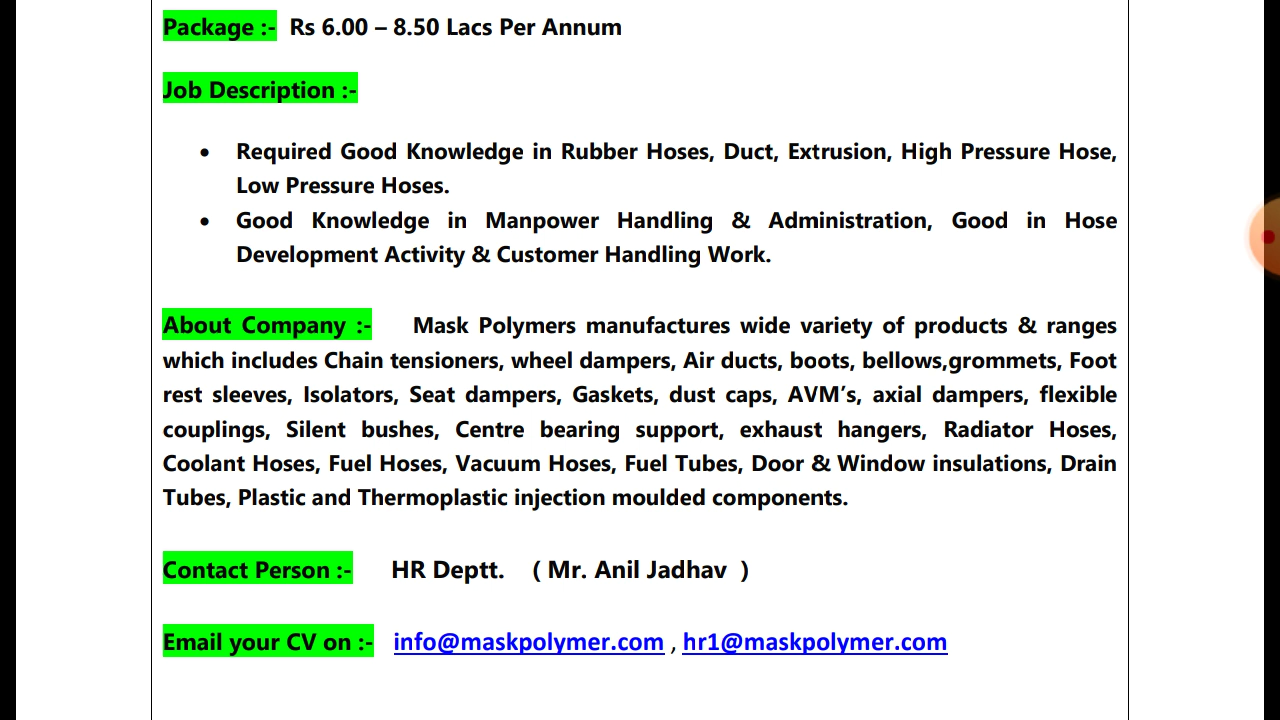 Package :- Rs 6.00 – 8.50 Lacs Per Annum
Job Description :-
• Required Good Knowledge in Rubber Hoses, Duct, Extrusion, High Pressure Hose,
Low Pressure Hoses.
• Good Knowledge in Manpower Handling & Administration, Good in Hose
Development Activity & Customer Handling Work.
About Company :- Mask Polymers manufactures wide variety of products & ranges
which includes Chain tensioners, wheel dampers, Air ducts, boots, bellows,grommets, Foot
rest sleeves, Isolators, Seat dampers, Gaskets, dust caps, AVM’s, axial dampers, flexible
couplings, Silent bushes, Centre bearing support, exhaust hangers, Radiator Hoses,
Coolant Hoses, Fuel Hoses, Vacuum Hoses, Fuel Tubes, Door & Window insulations, Drain
Tubes, Plastic and Thermoplastic injection moulded components.
Contact Person :- HR Deptt. ( Mr. Anil Jadhav )
Email your CV on :- info@maskpolymer.com , hr1@maskpolymer.com